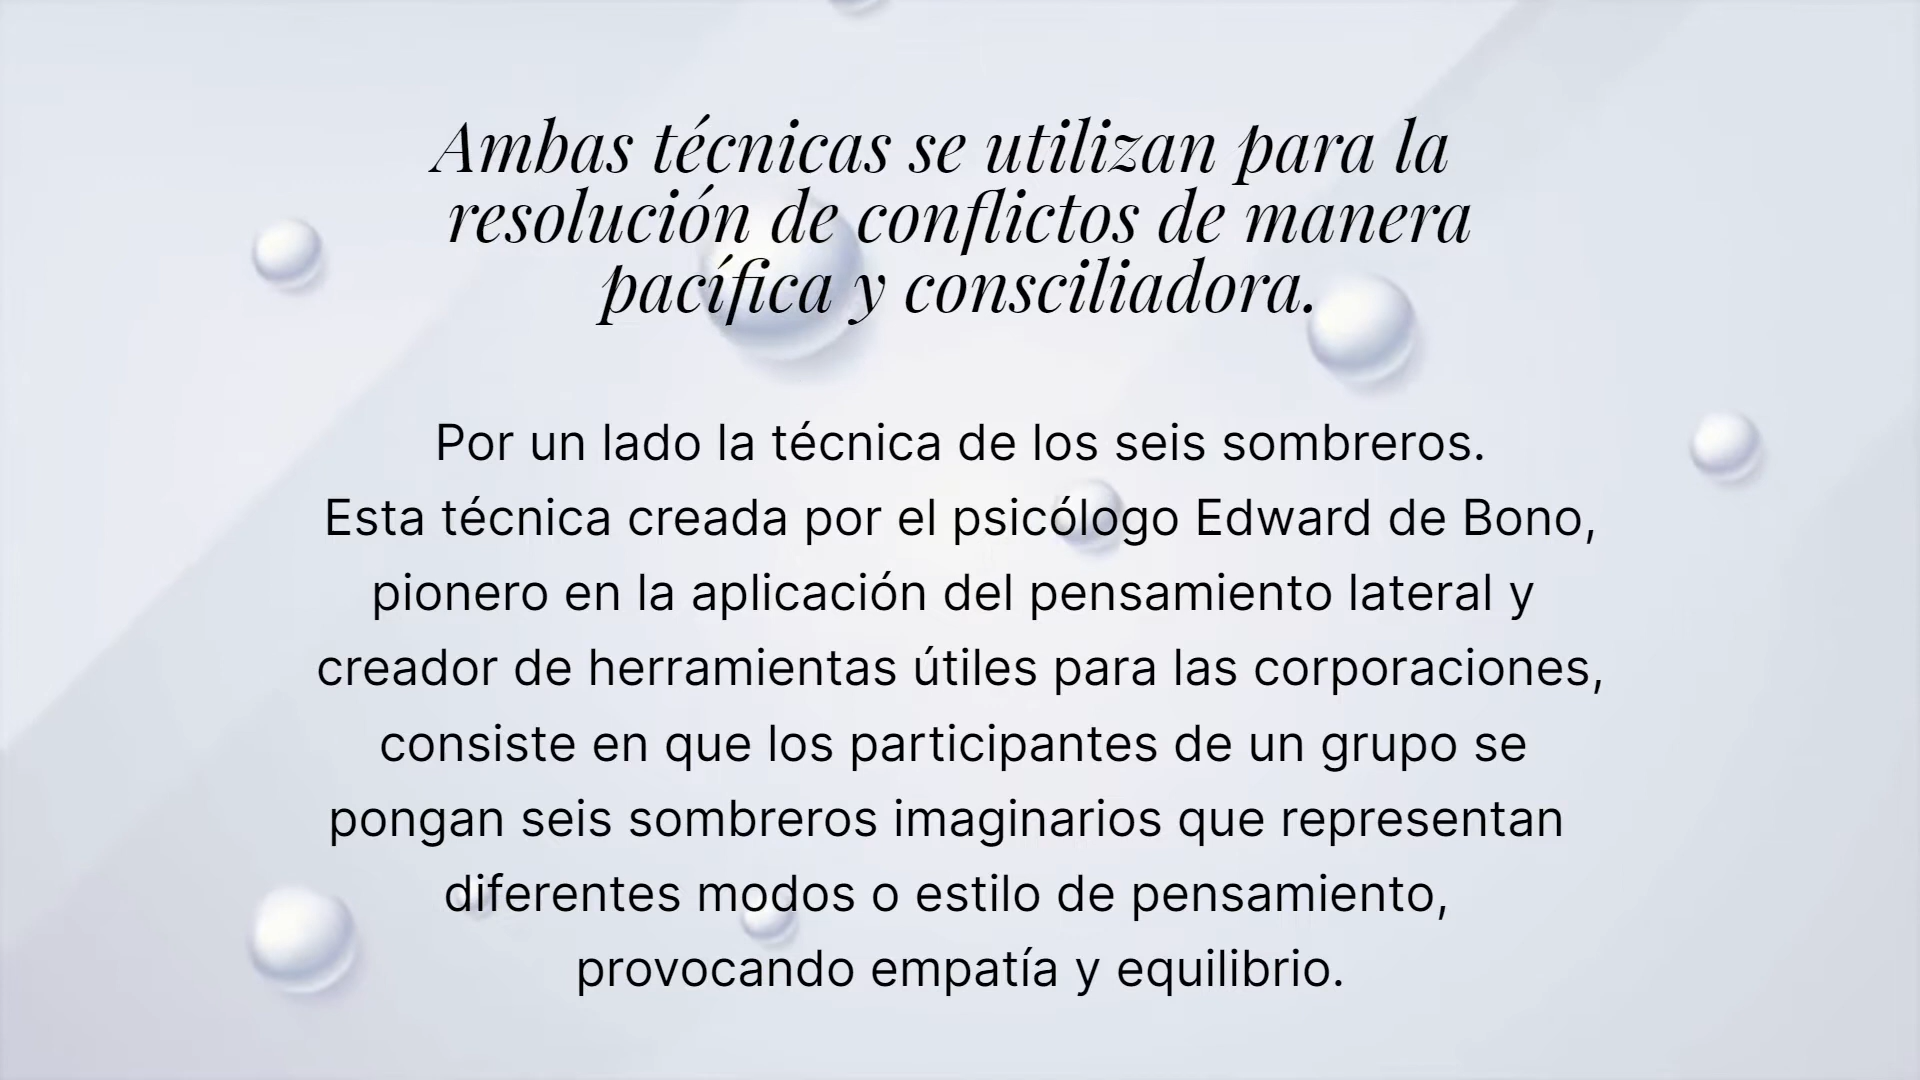 Ambas técnicas se utilizan para la
resolución de conflictos de manera
pacífica y consciliadora.
Por un lado la técnica de los seis sombreros.
Esta técnica creada por el psicólogo Edward de Bono,
pionero en la aplicación del pensamiento lateral y
creador de herramientas útiles para las corporaciones,
consiste en que los participantes de un grupo se
pongan seis sombreros imaginarios que representan
diferentes modos o estilo de pensamiento,
provocando empatía y equilibrio.